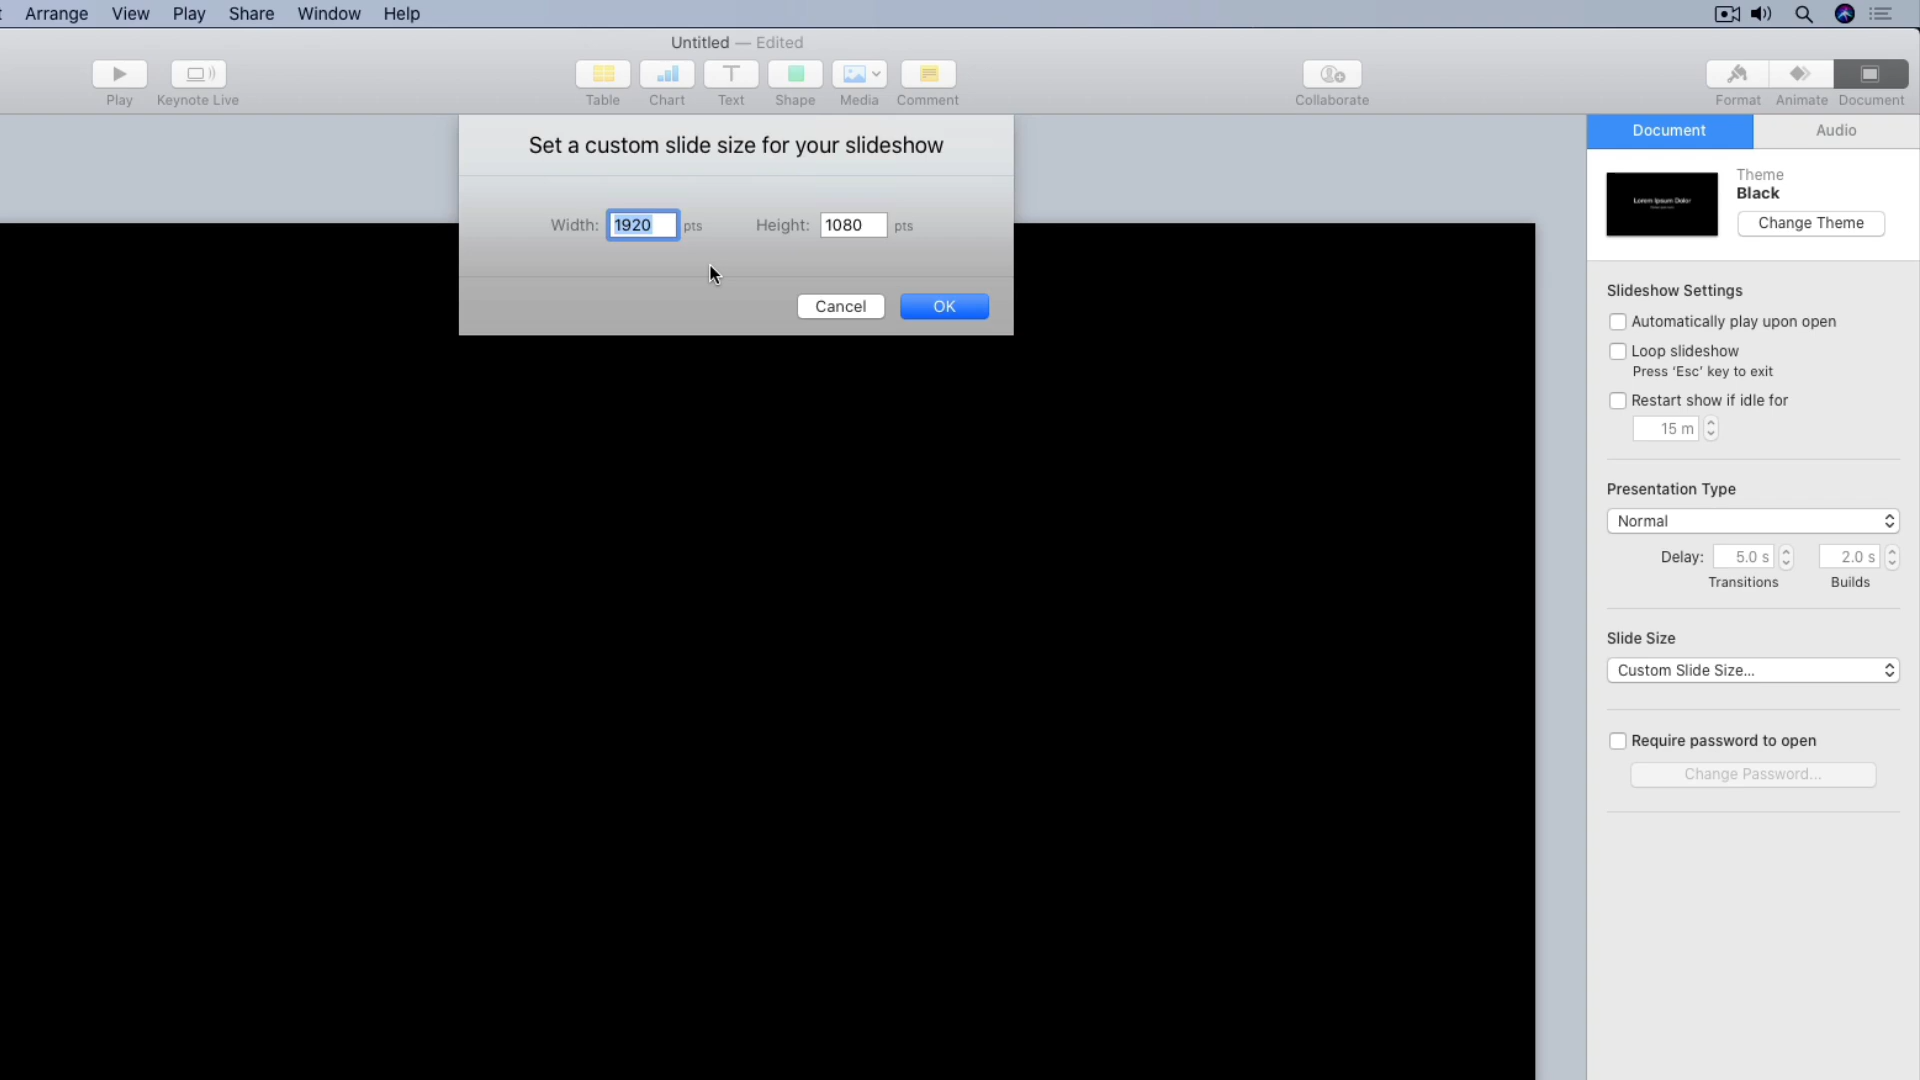 Arrange View Play Share Window Help
Untitled — Edited
Play Keynote Live Table Chart Text Shape Media Comment Collaborate Format Animate Document
Set a custom slide size for your slideshow
Width: 1920 pts Height: 1080 pts
Cancel OK
Document Audio
Lorem Ipsum Dolor
Theme
Black
Change Theme
Slideshow Settings
Automatically play upon open
Loop slideshow
Press ‘Esc’ key to exit
Restart show if idle for
15 m
Presentation Type
Normal
Delay: 5.0 s 2.0 s
Transitions Builds
Slide Size
Custom Slide Size...
Require password to open
Change Password...